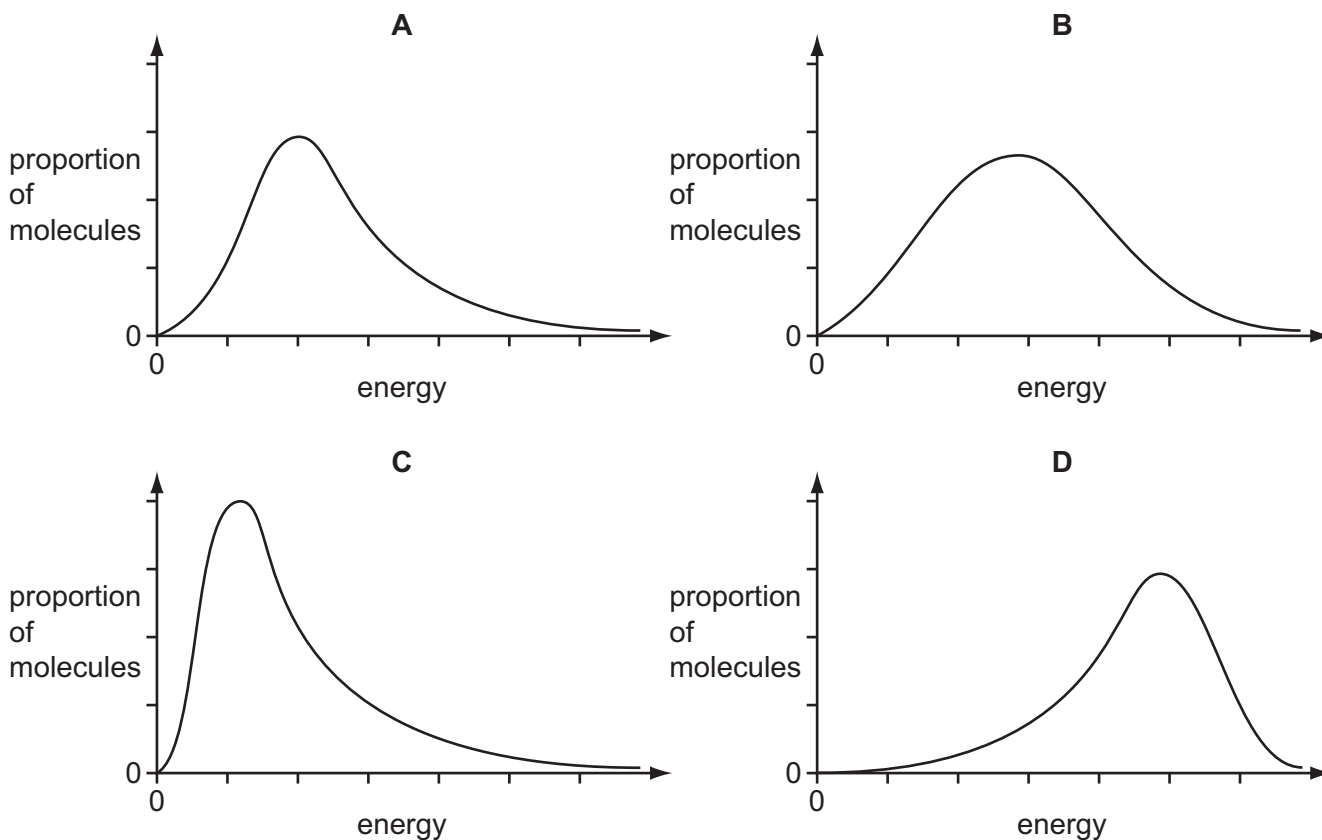 A
proportion
of
molecules
0
0
energy
B
proportion
of
molecules
0
0
energy
C
proportion
of
molecules
0
0
energy
D
proportion
of
molecules
0
0
energy